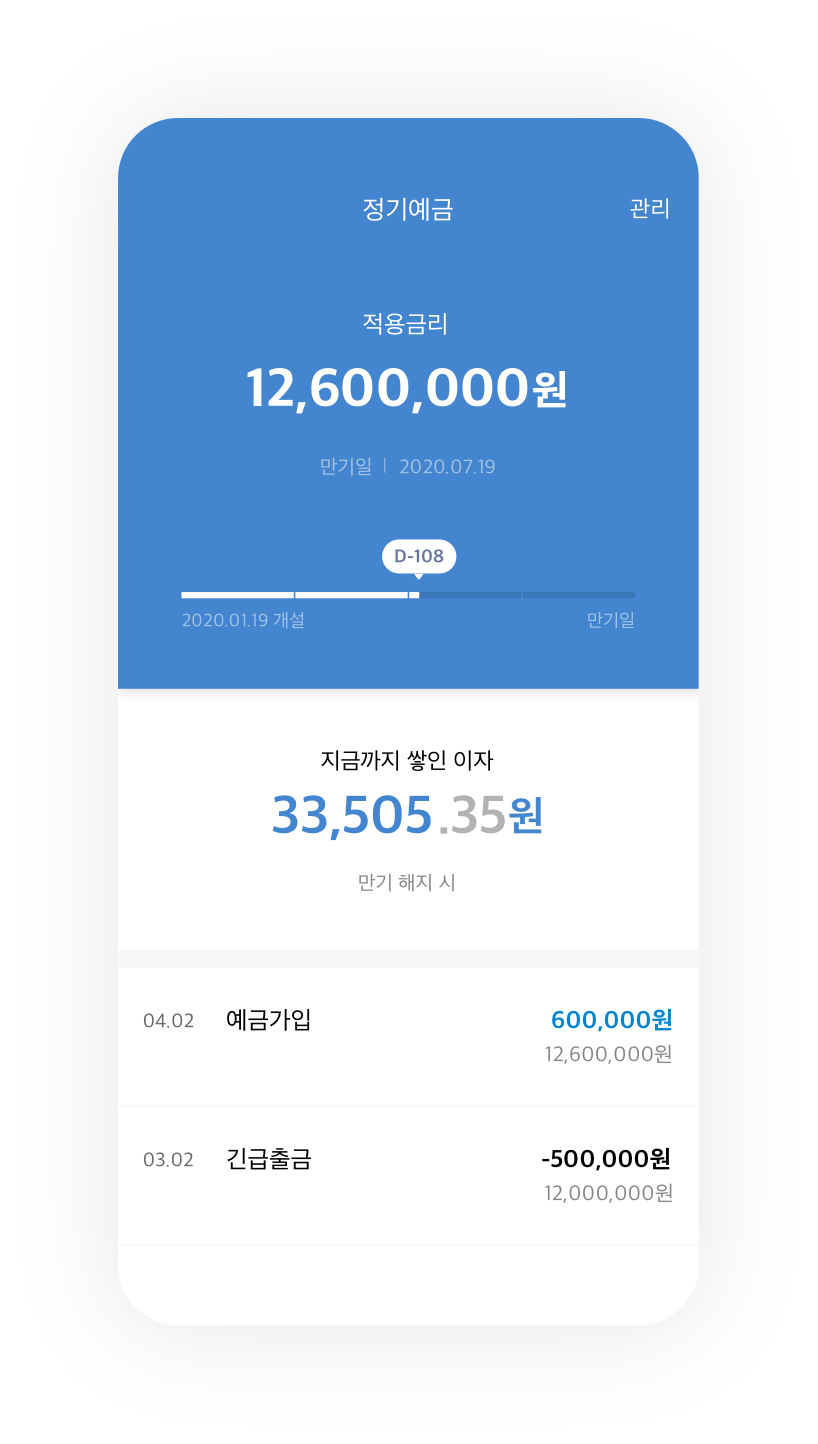 정기예금 관리
적용금리
12,600,000원
만기일 | 2020.07.19
D-108
2020.01.19 개설 만기일
지금까지 쌓인 이자
33,505.35원
만기 해지 시
04.02 예금가입 600,000원
12,600,000원
03.02 긴급출금 -500,000원
12,000,000원